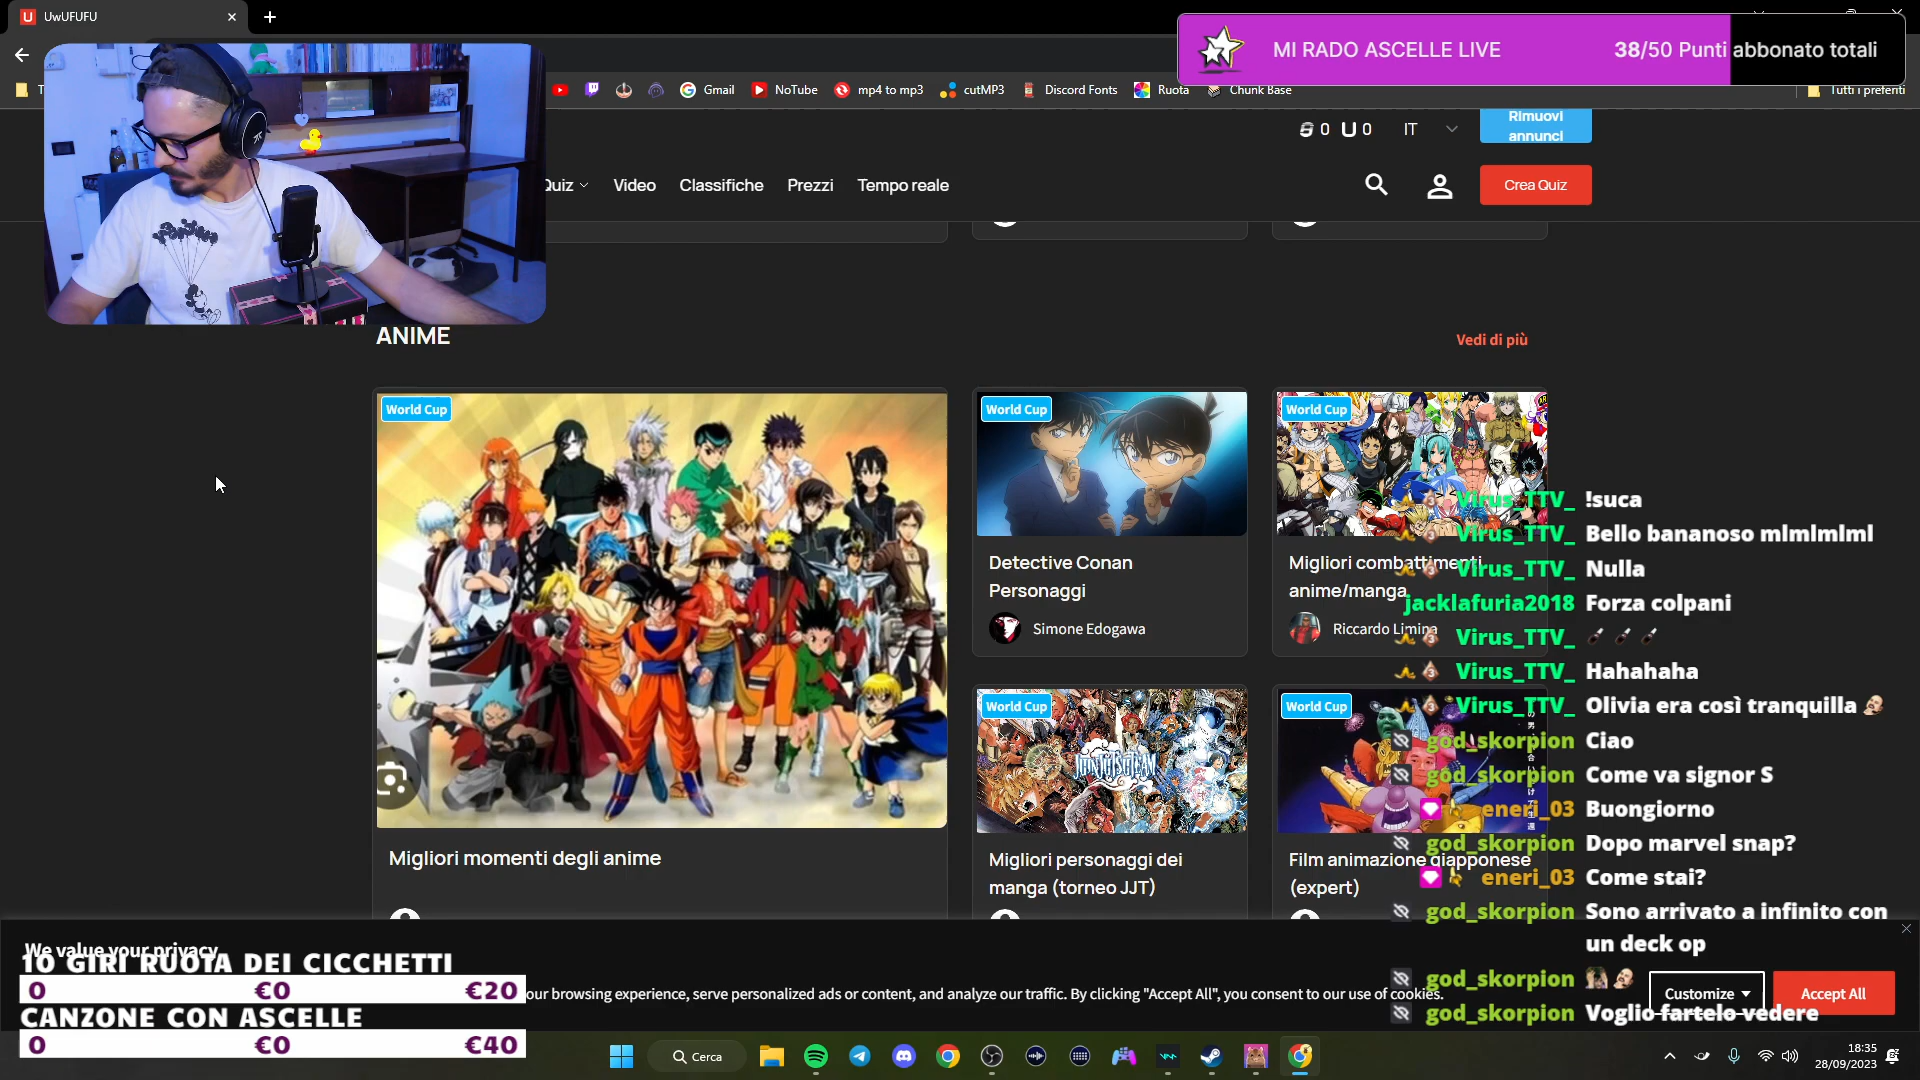 UwUFUFU
MI RADO ASCELLE LIVE
38/50 Punti abbonato totali
Gmail
NoTube
mp4 to mp3
cutMP3
Discord Fonts
Ruota
Chunk Base
Tutti i preferiti
0
0
IT
Rimuovi
annunci
Quiz
Video
Classifiche
Prezzi
Tempo reale
Crea Quiz
ANIME
Vedi di più
World Cup
World Cup
World Cup
Detective Conan
Personaggi
Simone Edogawa
Migliori combattimenti
anime/manga
Riccardo Limina
World Cup
World Cup
Migliori momenti degli anime
Migliori personaggi dei
manga (torneo JJT)
Film animazione giapponese
(expert)
Virus_TTV_ !suca
Virus_TTV_ Bello bananoso mlmlmlml
Virus_TTV_ Nulla
jacklafuria2018 Forza colpani
Virus_TTV_
Virus_TTV_ Hahahaha
Virus_TTV_ Olivia era così tranquilla
god_skorpion Ciao
god_skorpion Come va signor S
eneri_03 Buongiorno
god_skorpion Dopo marvel snap?
eneri_03 Come stai?
god_skorpion Sono arrivato a infinito con
un deck op
god_skorpion
god_skorpion Voglio fartelo vedere
We value your privacy
our browsing experience, serve personalized ads or content, and analyze our traffic. By clicking "Accept All", you consent to our use of cookies.
Customize
Accept All
10 GIRI RUOTA DEI CICCHETTI
0 €0 €20
CANZONE CON ASCELLE
0 €0 €40
Cerca
18:35
28/09/2023